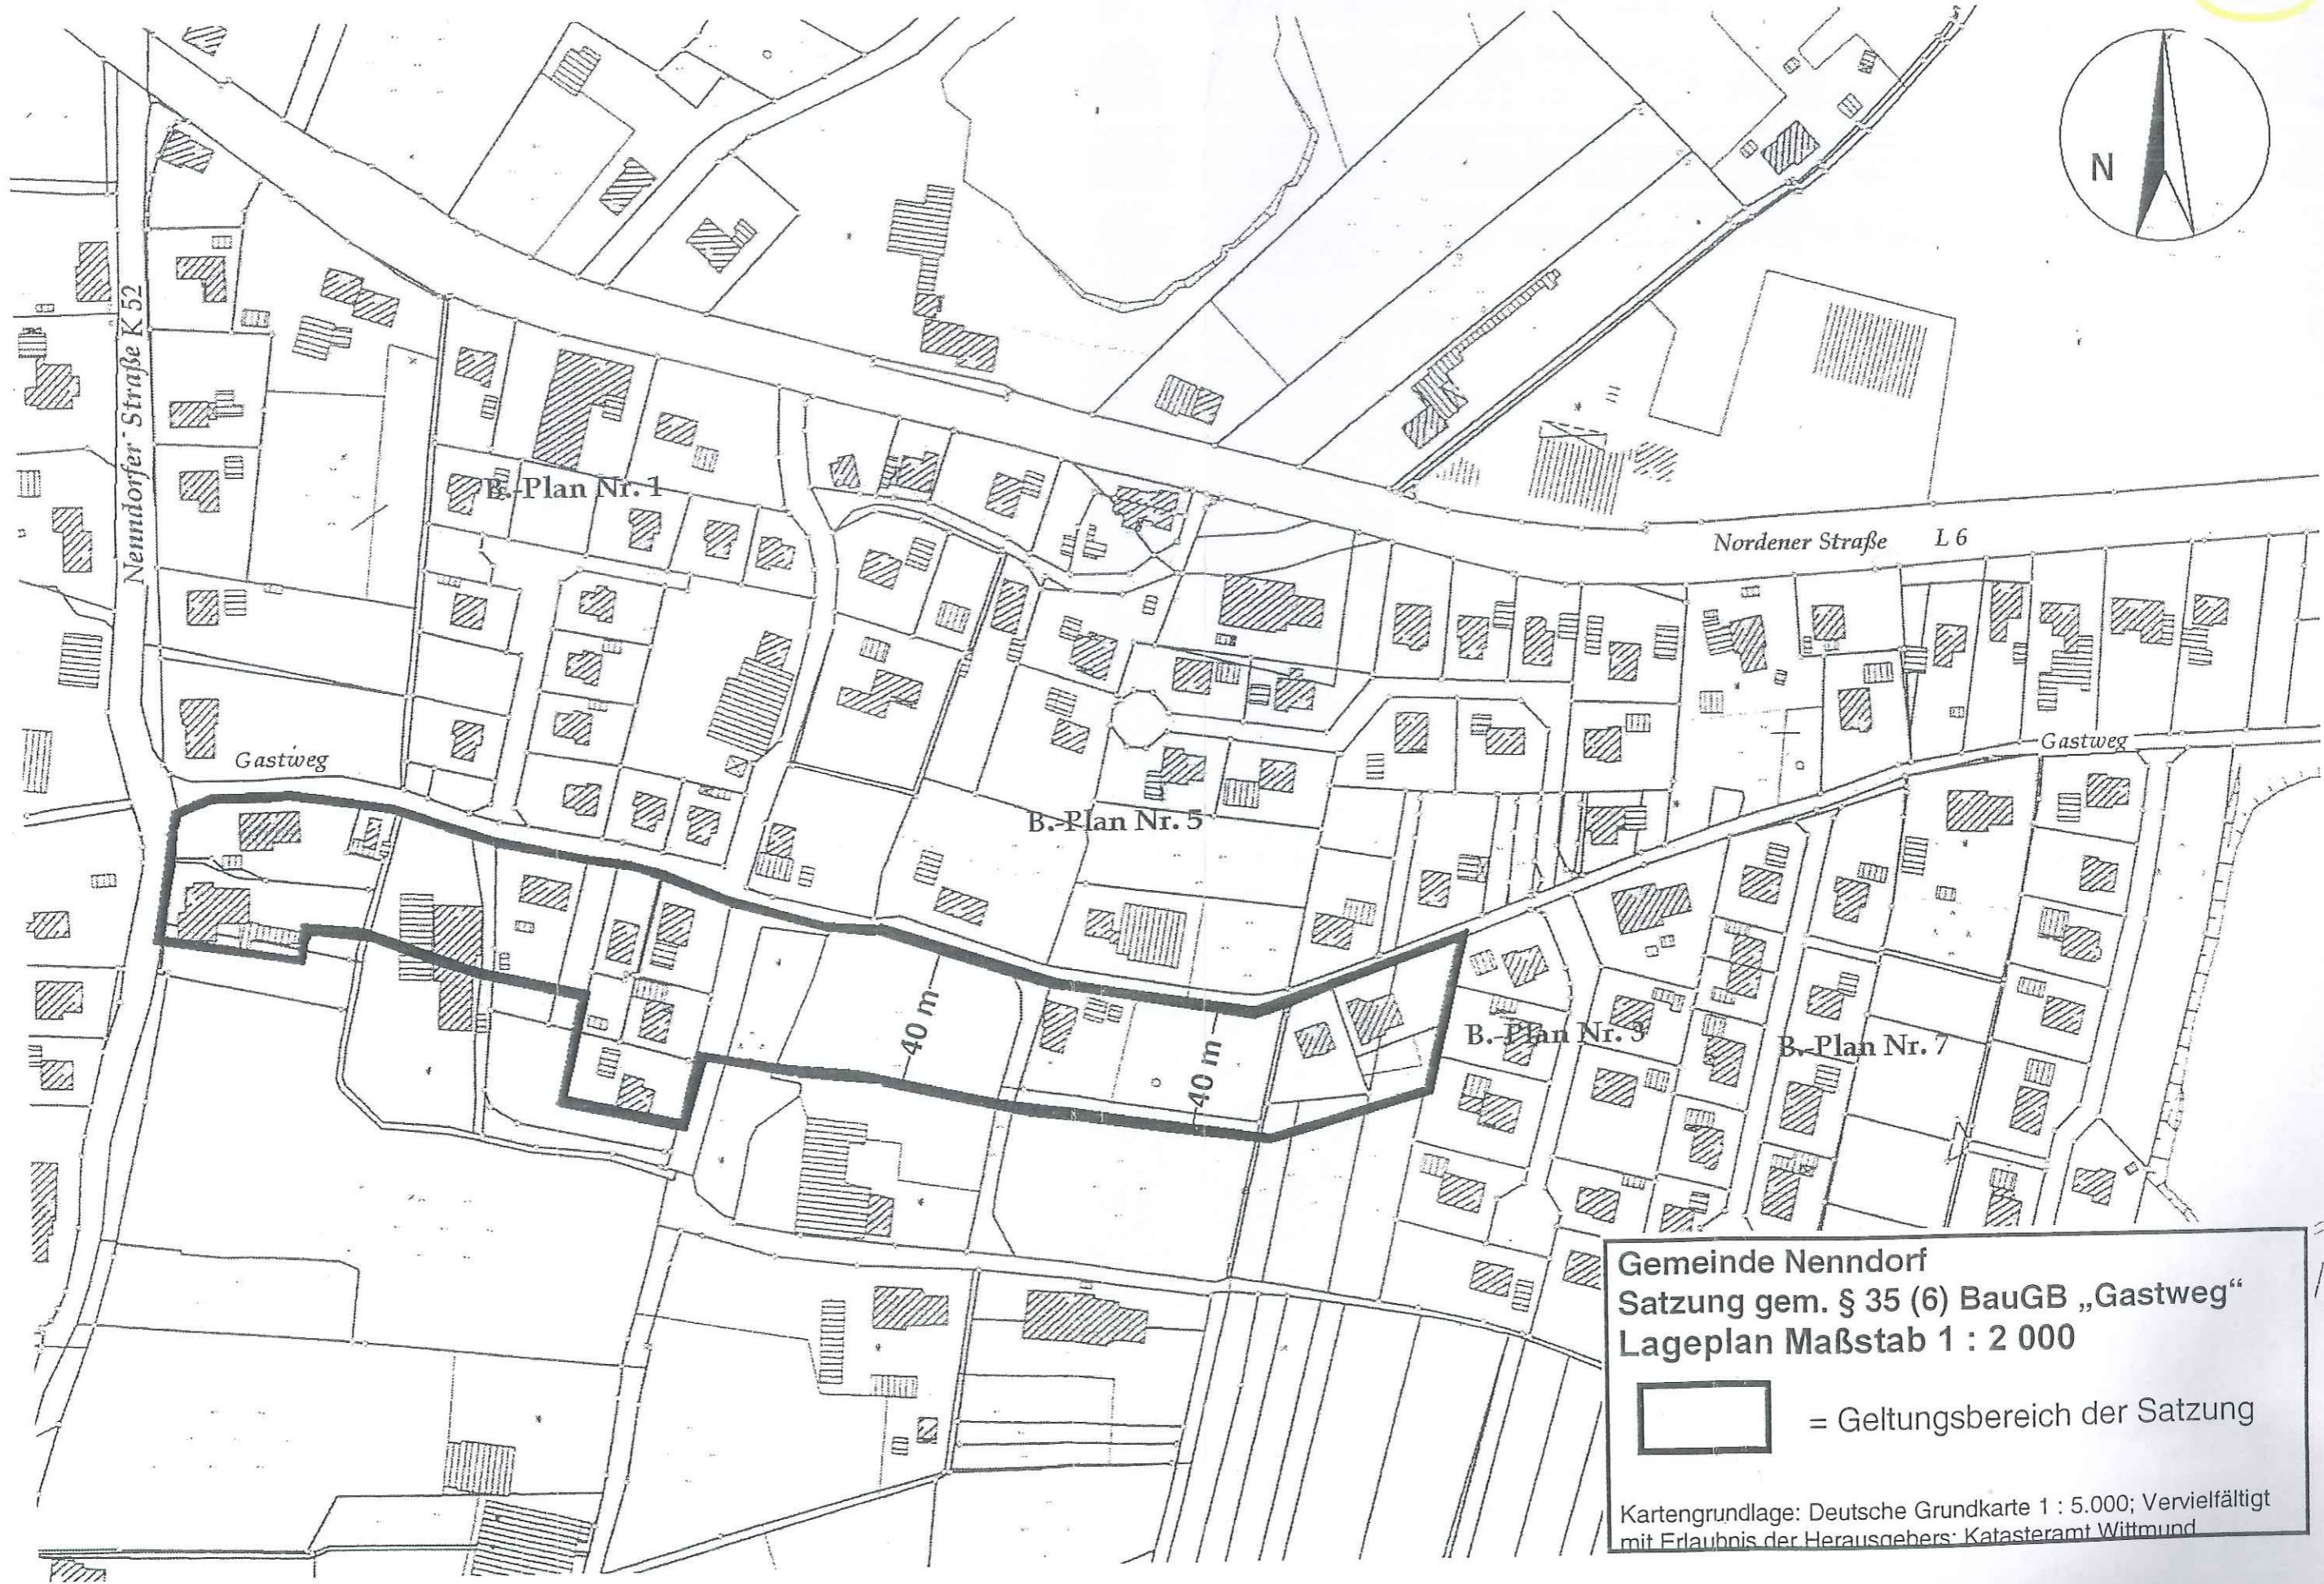 N
Nenndorfer Straße K 52
B.-Plan Nr. 1
Nordener Straße L 6
Gastweg
Gastweg
B.-Plan Nr. 5
40 m
40 m
B.-Plan Nr. 3
B.-Plan Nr. 7
Gemeinde Nenndorf
Satzung gem. § 35 (6) BauGB „Gastweg“
Lageplan Maßstab 1 : 2 000
= Geltungsbereich der Satzung
Kartengrundlage: Deutsche Grundkarte 1 : 5.000; Vervielfältigt
mit Erlaubnis der Herausgebers: Katasteramt Wittmund